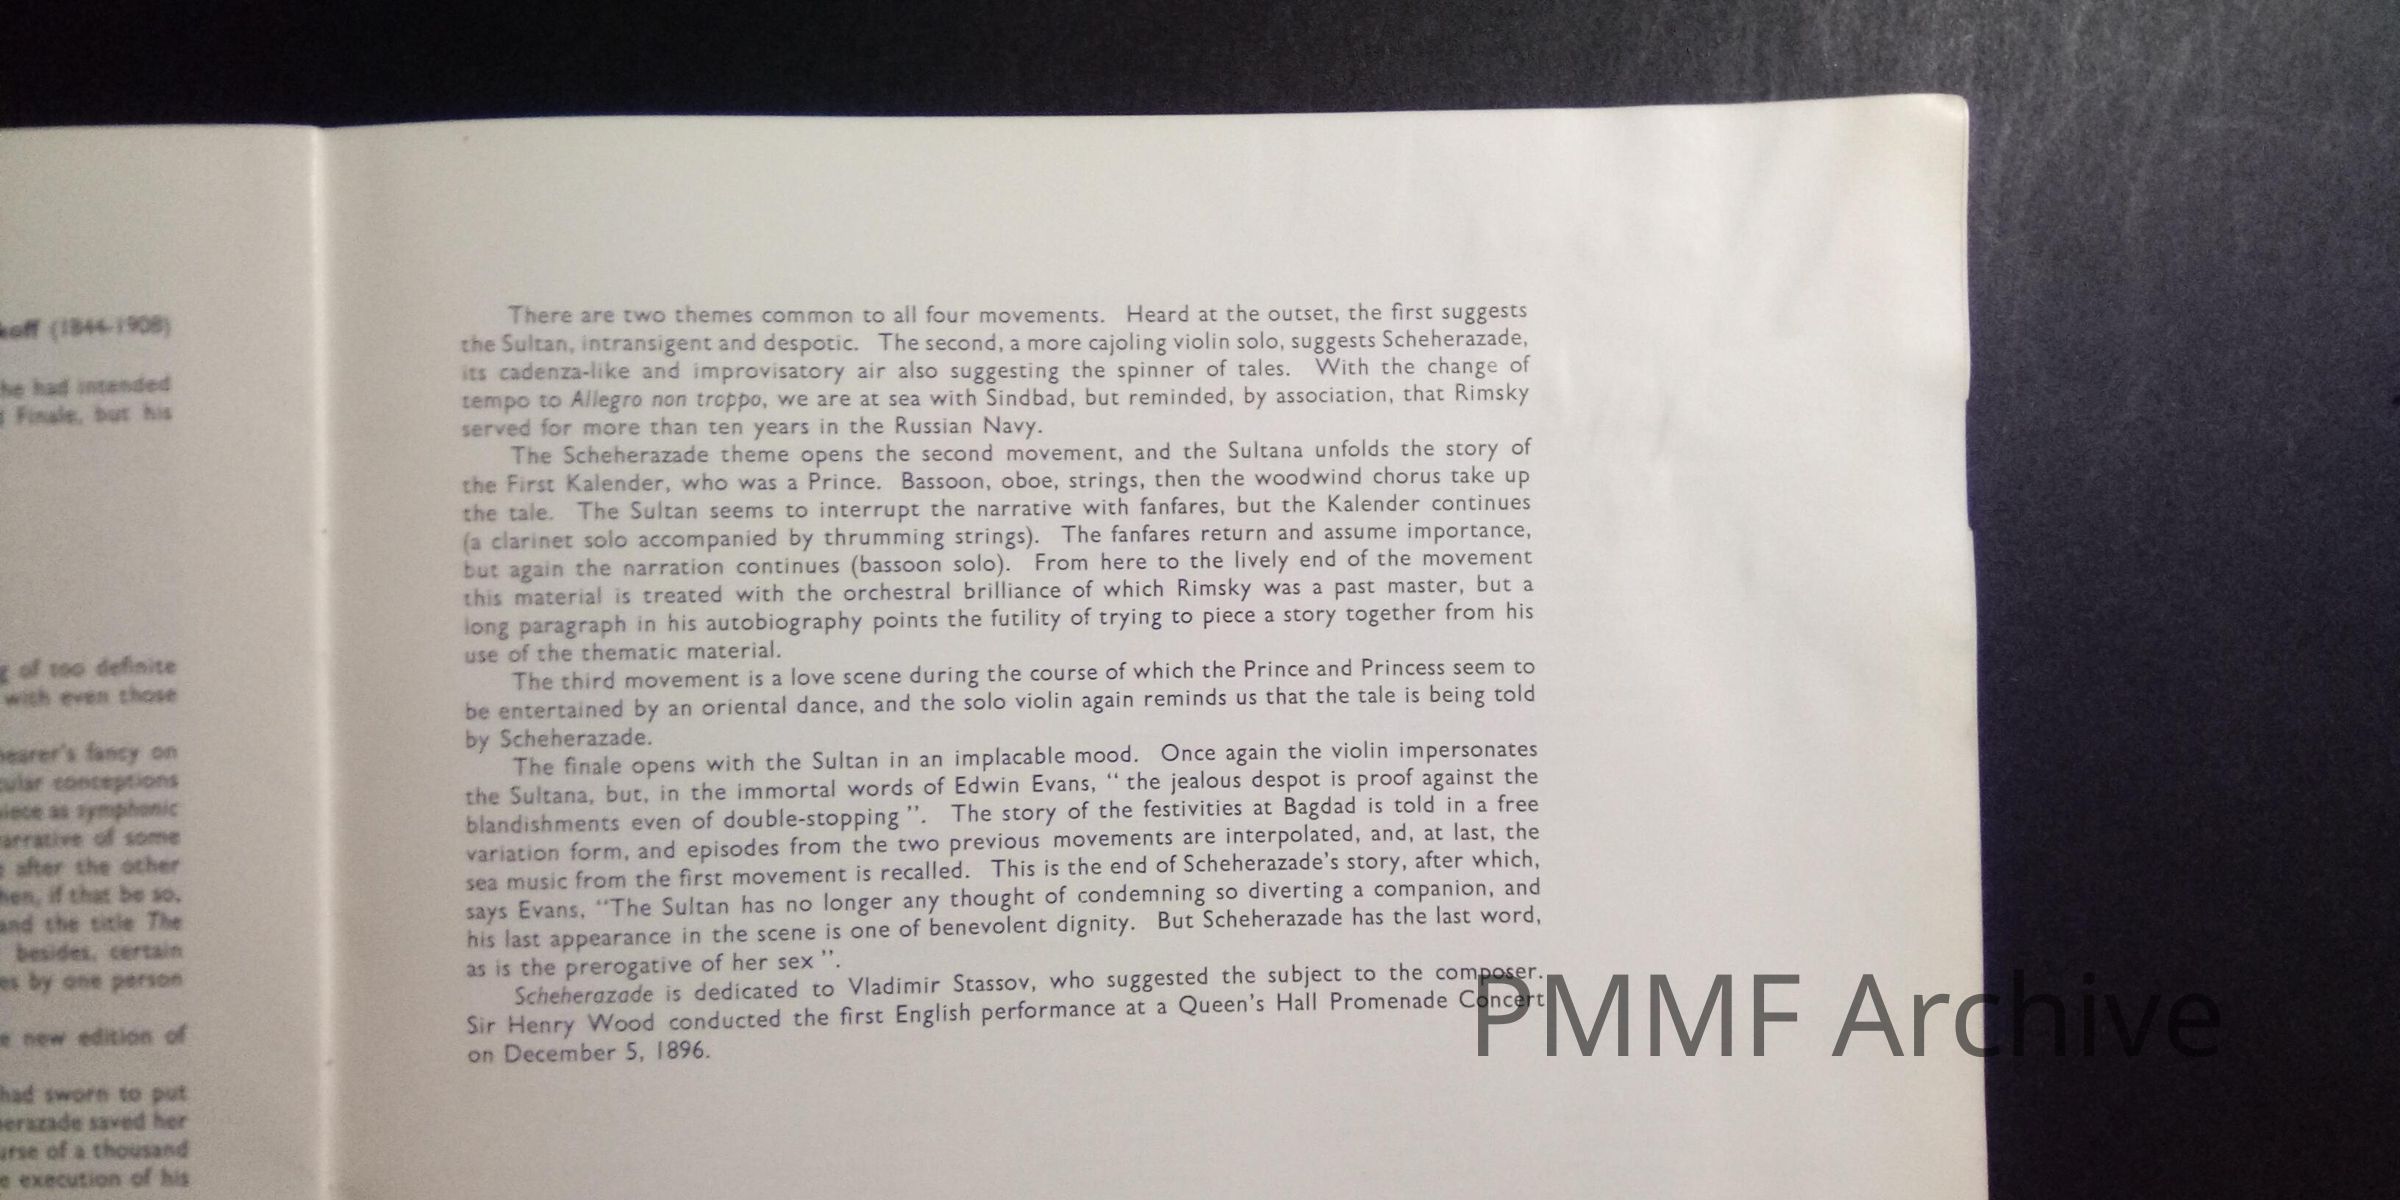 koff (1844-1908)
he had intended
Finale, but his
g of too definite
with even those
hearer's fancy on
cular conceptions
piece as symphonic
narrative of some
after the other
hen, if that be so,
and the title The
besides, certain
es by one person
e new edition of
had sworn to put
herazade saved her
urse of a thousand
e execution of his
There are two themes common to all four movements. Heard at the outset, the first suggests
the Sultan, intransigent and despotic. The second, a more cajoling violin solo, suggests Scheherazade,
its cadenza-like and improvisatory air also suggesting the spinner of tales. With the change of
tempo to Allegro non troppo, we are at sea with Sindbad, but reminded, by association, that Rimsky
served for more than ten years in the Russian Navy.
The Scheherazade theme opens the second movement, and the Sultana unfolds the story of
the First Kalender, who was a Prince. Bassoon, oboe, strings, then the woodwind chorus take up
the tale. The Sultan seems to interrupt the narrative with fanfares, but the Kalender continues
(a clarinet solo accompanied by thrumming strings). The fanfares return and assume importance,
but again the narration continues (bassoon solo). From here to the lively end of the movement
this material is treated with the orchestral brilliance of which Rimsky was a past master, but a
long paragraph in his autobiography points the futility of trying to piece a story together from his
use of the thematic material.
The third movement is a love scene during the course of which the Prince and Princess seem to
be entertained by an oriental dance, and the solo violin again reminds us that the tale is being told
by Scheherazade.
The finale opens with the Sultan in an implacable mood. Once again the violin impersonates
the Sultana, but, in the immortal words of Edwin Evans, “ the jealous despot is proof against the
blandishments even of double-stopping ”. The story of the festivities at Bagdad is told in a free
variation form, and episodes from the two previous movements are interpolated, and, at last, the
sea music from the first movement is recalled. This is the end of Scheherazade's story, after which,
says Evans, “The Sultan has no longer any thought of condemning so diverting a companion, and
his last appearance in the scene is one of benevolent dignity. But Scheherazade has the last word,
as is the prerogative of her sex ”.
Scheherazade is dedicated to Vladimir Stassov, who suggested the subject to the composer.
Sir Henry Wood conducted the first English performance at a Queen's Hall Promenade Concert
on December 5, 1896.
PMMF Archive